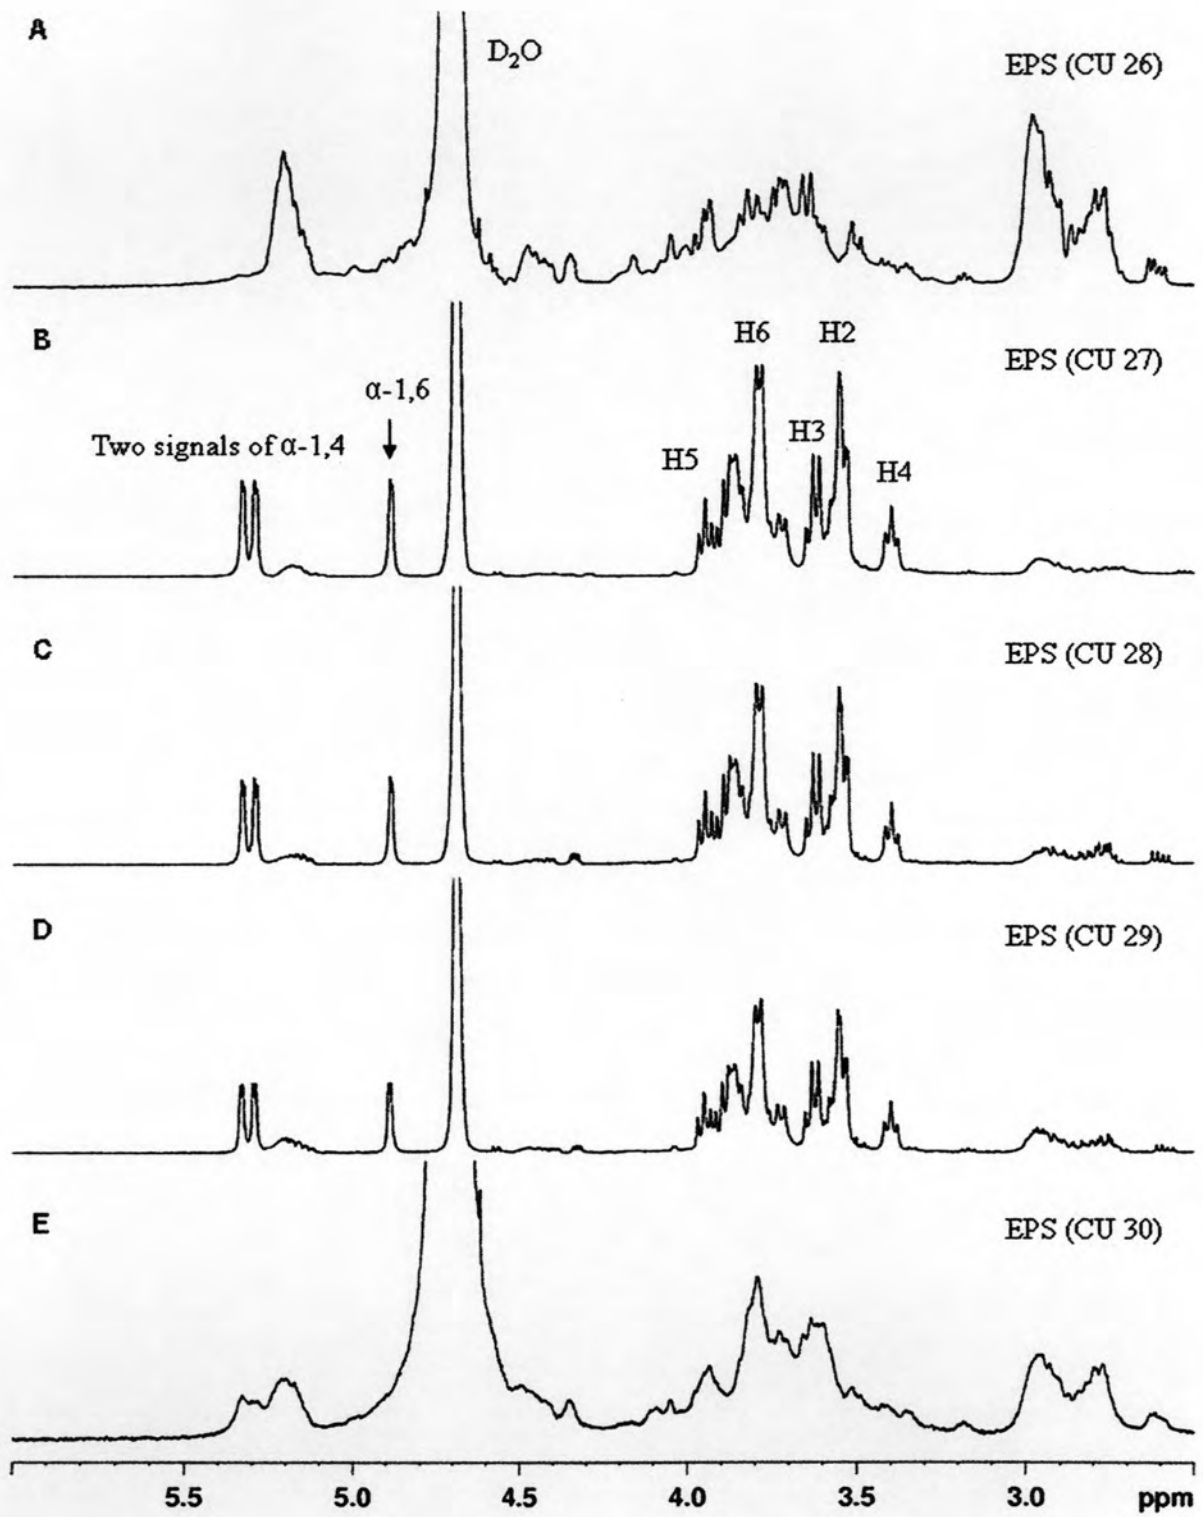 A
D₂O
EPS (CU 26)
B
H6
H2
EPS (CU 27)
α-1,6
Two signals of α-1,4
H5
H3
H4
C
EPS (CU 28)
D
EPS (CU 29)
E
EPS (CU 30)
5.5 5.0 4.5 4.0 3.5 3.0 ppm